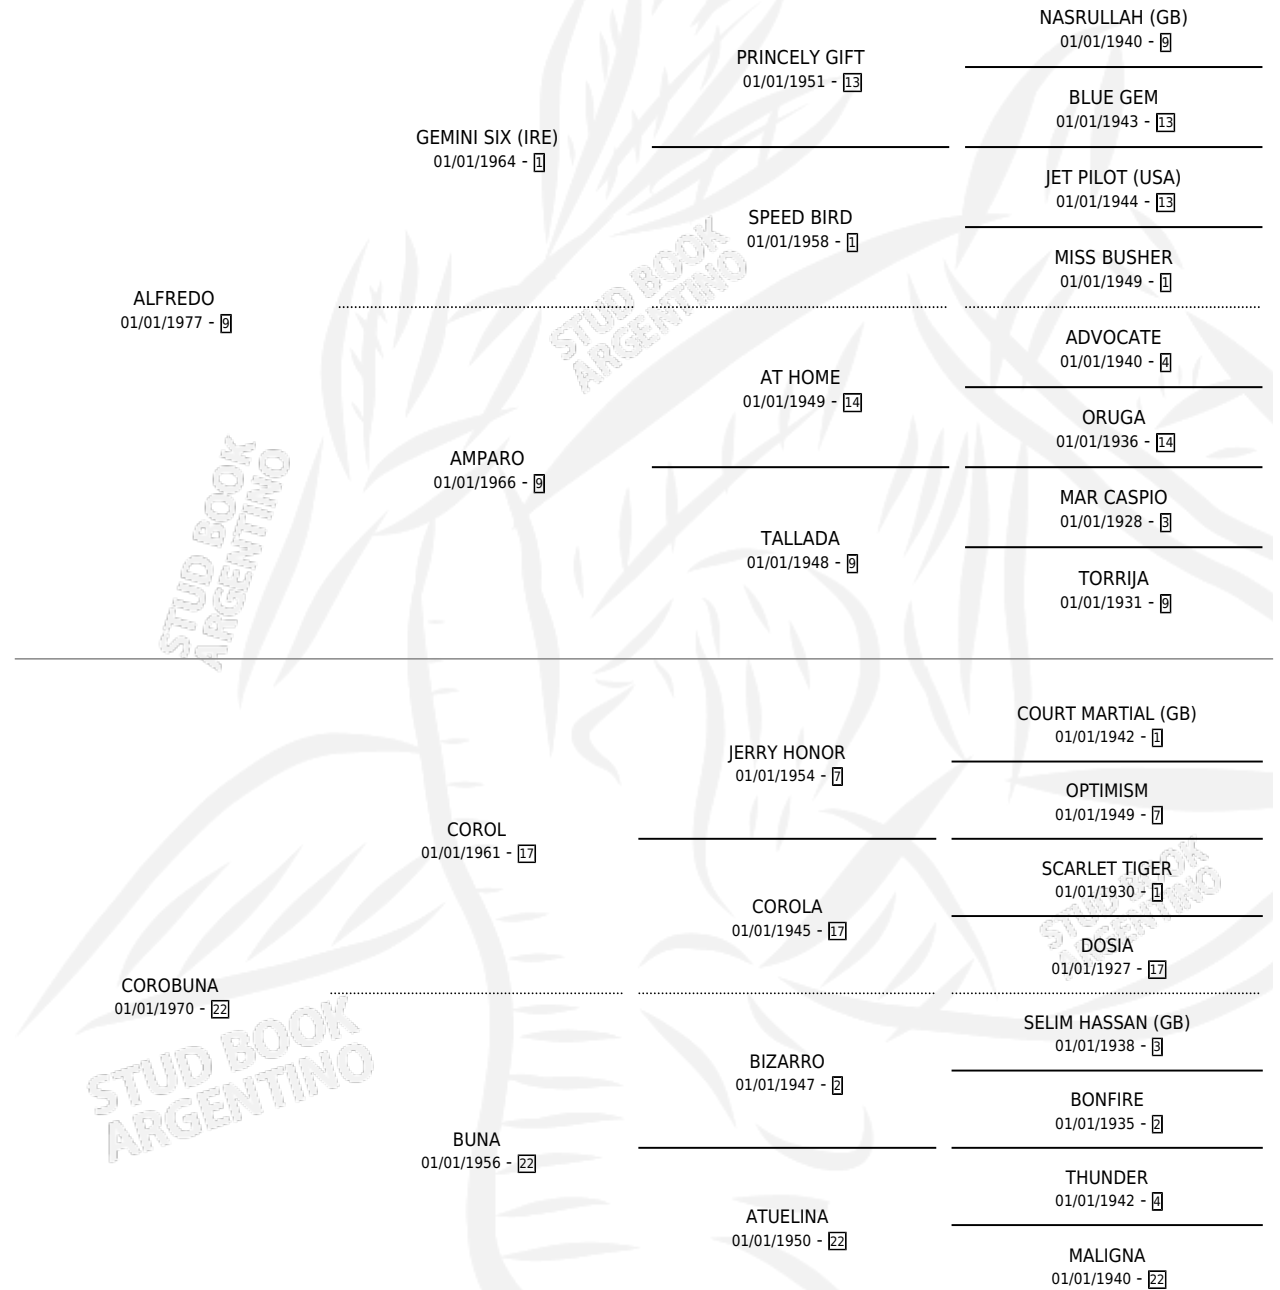 NASRULLAH (GB)
01/01/1940 - 9
PRINCELY GIFT
01/01/1951 - 13
BLUE GEM
01/01/1943 - 13
GEMINI SIX (IRE)
01/01/1964 - 1
JET PILOT (USA)
01/01/1944 - 13
SPEED BIRD
01/01/1958 - 1
MISS BUSHER
01/01/1949 - 1
ALFREDO
01/01/1977 - 9
ADVOCATE
01/01/1940 - 4
AT HOME
01/01/1949 - 14
ORUGA
01/01/1936 - 14
AMPARO
01/01/1966 - 9
MAR CASPIO
01/01/1928 - 3
TALLADA
01/01/1948 - 9
TORRIJA
01/01/1931 - 9
COURT MARTIAL (GB)
01/01/1942 - 1
JERRY HONOR
01/01/1954 - 7
OPTIMISM
01/01/1949 - 7
COROL
01/01/1961 - 17
SCARLET TIGER
01/01/1930 - 1
COROLA
01/01/1945 - 17
DOSIA
01/01/1927 - 17
COROBUNA
01/01/1970 - 22
SELIM HASSAN (GB)
01/01/1938 - 3
BIZARRO
01/01/1947 - 2
BONFIRE
01/01/1935 - 2
BUNA
01/01/1956 - 22
THUNDER
01/01/1942 - 4
ATUELINA
01/01/1950 - 22
MALIGNA
01/01/1940 - 22
STUD BOOK
ARGENTINO
STUD BOOK
ARGENTINO
STUD BOOK
ARGENTINO
STUD BOOK
ARGENTINO